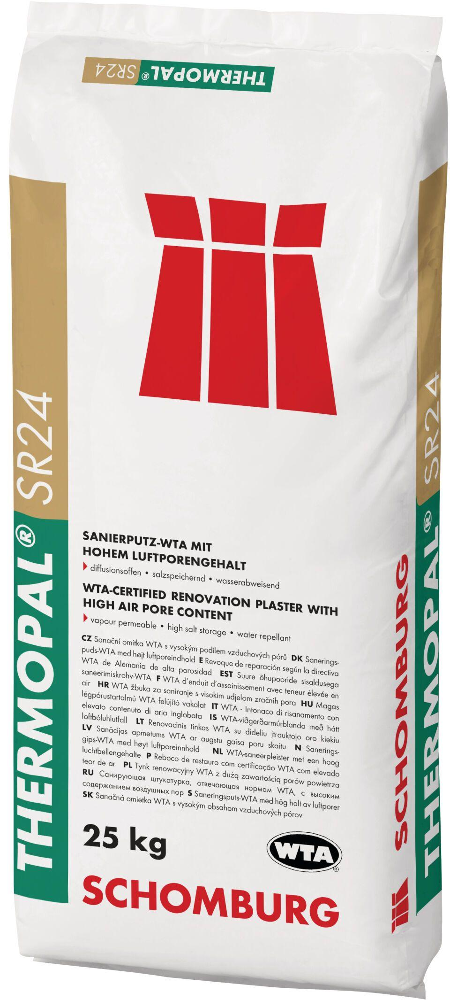 THERMOPAL® SR24
THERMOPAL® SR24
SANIERPUTZ-WTA MIT
HOHEM LUFTPORENGEHALT
diffusionsoffen • salzspeichernd • wasserabweisend
WTA-CERTIFIED RENOVATION PLASTER WITH
HIGH AIR PORE CONTENT
vapour permeable • high salt storage • water repellant
CZ Sanační omítka WTA s vysokým podílem vzduchových pórů DK Sanerings-
puds-WTA med højt luftporeindhold E Revoque de reparación según la directiva
WTA de Alemania de alta porosidad EST Suure õhupooride sisaldusega
saneerimiskrohv-WTA F WTA d’enduit d’assainissement avec teneur élevée en
air HR WTA žbuka za saniranje s visokim udjelom zračnih pora HU Magas
légpórustartalmú WTA felújító vakolat IT WTA - Intonaco di risanamento con
elevato contenuto di aria inglobata IS WTA-viðgerðarmúrblanda með hátt
loftbóluhlutfall LT Renovacinis tinkas WTA su dideliu įtrauktojo oro kiekiu
LV Sanācijas apmetums WTA ar augstu gaisa poru skaitu N Sanerings-
gips-WTA med høyt luftporeinnhold NL WTA-saneerpleister met een hoog
luchtbellengehalte P Reboco de restauro com certificação WTA com elevado
teor de ar PL Tynk renowacyjny WTA z dużą zawartością porów powietrza
RU Санирующая штукатурка, отвечающая нормам WTA, с высоким
содержанием воздушных пор S Saneringsputs-WTA med hög halt av luftporer
SK Sanačná omietka WTA s vysokým obsahom vzduchových pórov
25 kg
WTA®
SCHOMBURG
SCHOMBURG
THERMOPAL® SR24